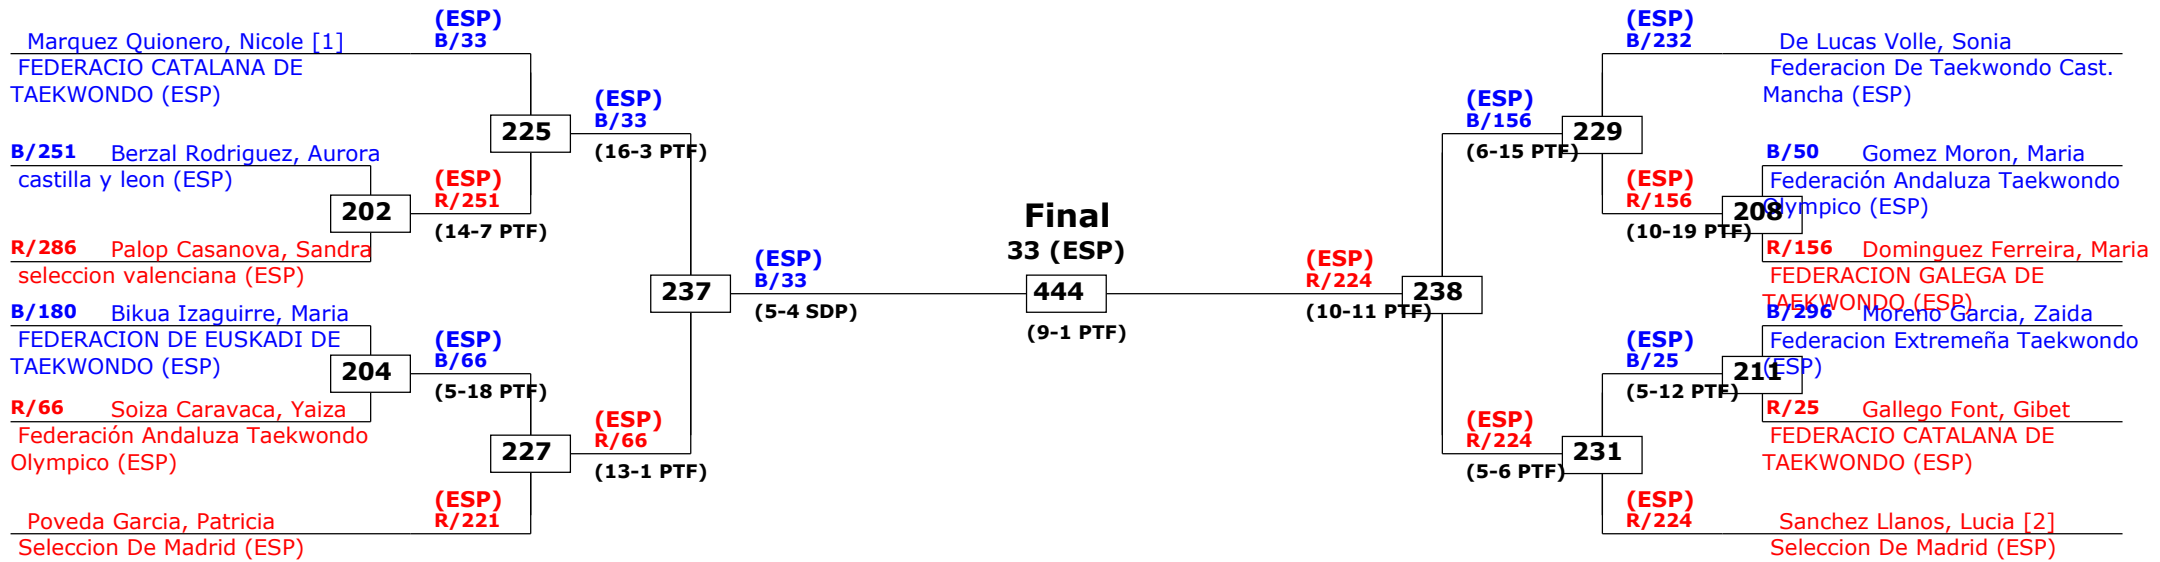 (ESP)
Marquez Quionero, Nicole [1]
B/33
FEDERACIO CATALANA DE
TAEKWONDO (ESP)
225
(ESP)
B/33
(16-3 PTF)
B/251 Berzal Rodriguez, Aurora
castilla y leon (ESP)
202
(ESP)
R/251
(14-7 PTF)
R/286 Palop Casanova, Sandra
seleccion valenciana (ESP)
237
(ESP)
B/33
(5-4 SDP)
B/180 Bikua Izaguirre, Maria
FEDERACION DE EUSKADI DE
TAEKWONDO (ESP)
204
(ESP)
B/66
(5-18 PTF)
R/66 Soiza Caravaca, Yaiza
Federación Andaluza Taekwondo
Olympico (ESP)
227
(ESP)
R/66
(13-1 PTF)
(ESP)
Poveda Garcia, Patricia
R/221
Seleccion De Madrid (ESP)
Final
33 (ESP)
444
(9-1 PTF)
(ESP)
B/232
De Lucas Volle, Sonia
Federacion De Taekwondo Cast.
Mancha (ESP)
(ESP)
B/156
229
(6-15 PTF)
B/50 Gomez Moron, Maria
Federación Andaluza Taekwondo
Olympico (ESP)
(ESP)
R/156
208
(10-19 PTF)
R/156 Dominguez Ferreira, Maria
FEDERACION GALEGA DE
TAEKWONDO (ESP)
(ESP)
R/224
238
(10-11 PTF)
B/296 Moreno Garcia, Zaida
Federacion Extremeña Taekwondo
(ESP)
(ESP)
B/25
211
(5-12 PTF)
R/25 Gallego Font, Gibet
FEDERACIO CATALANA DE
TAEKWONDO (ESP)
(ESP)
R/224
231
(5-6 PTF)
(ESP)
R/224
Sanchez Llanos, Lucia [2]
Seleccion De Madrid (ESP)